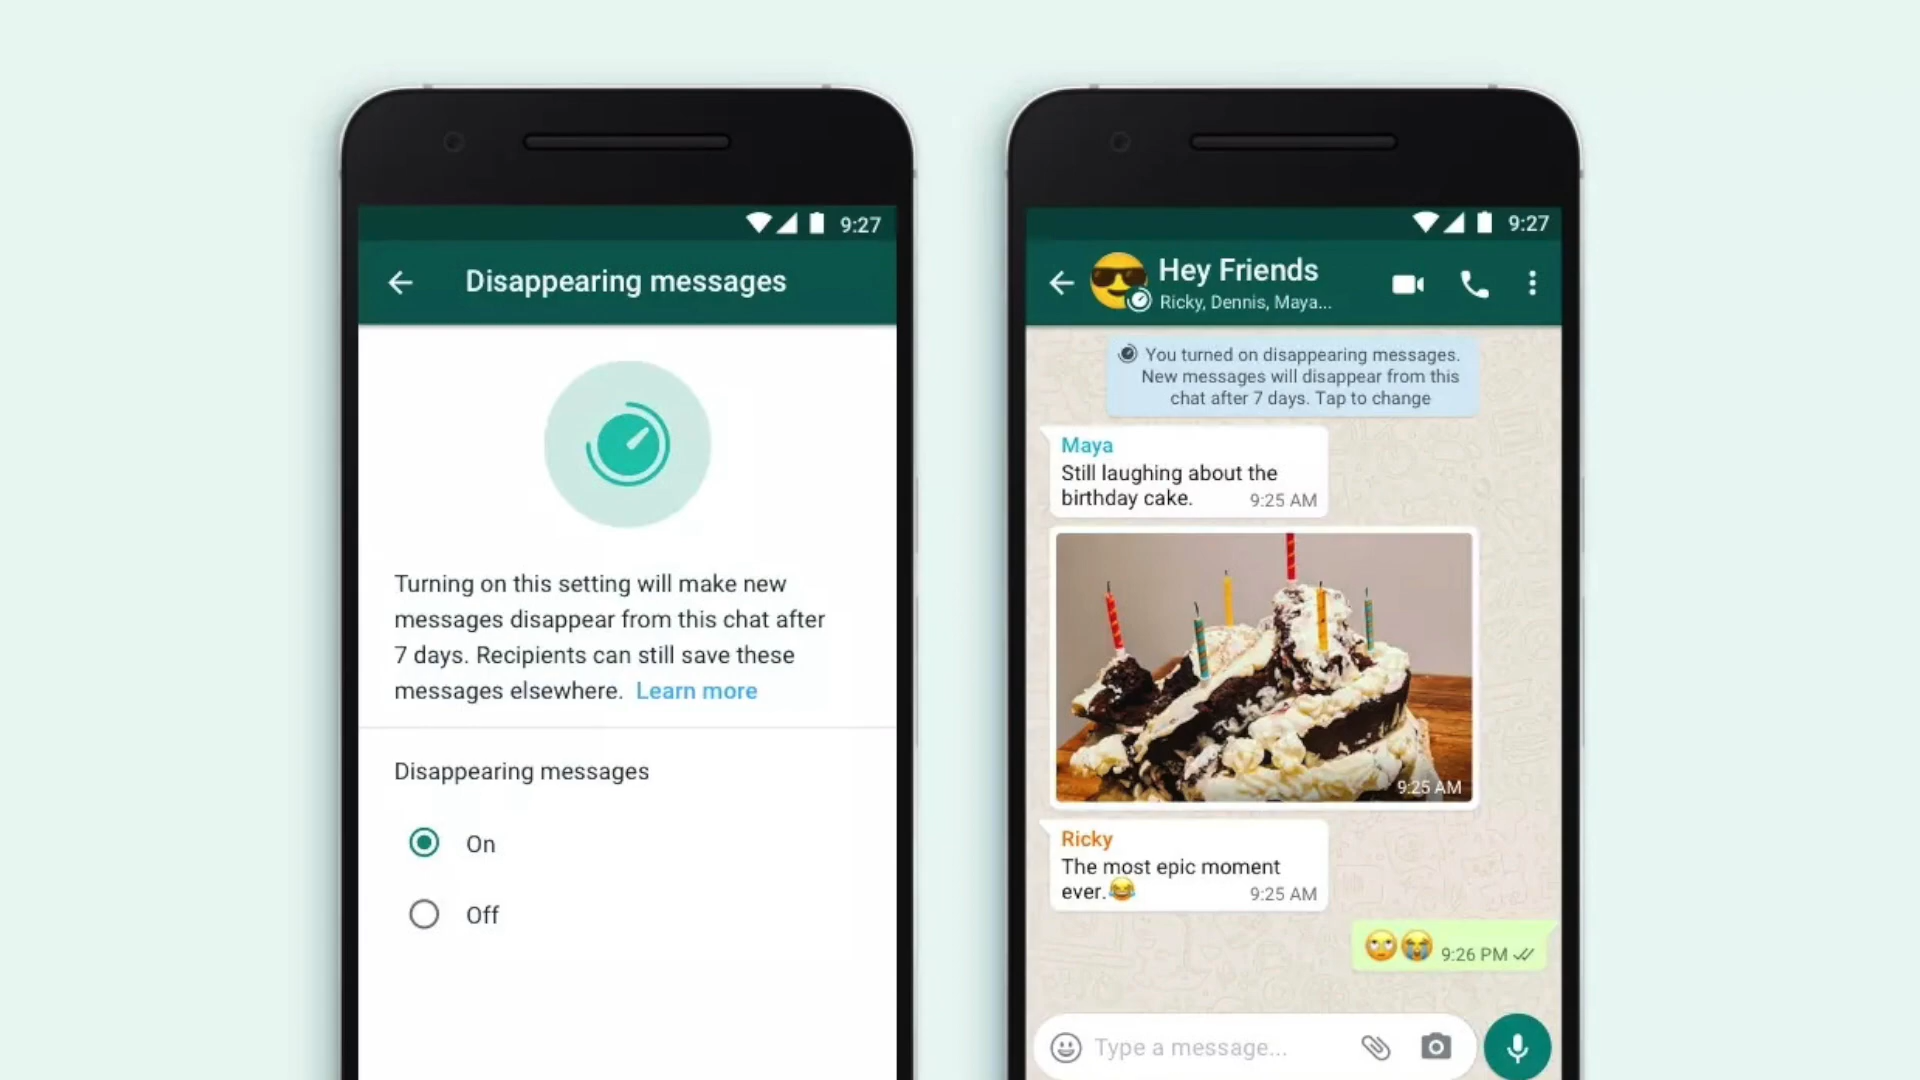 9:27
Disappearing messages
Turning on this setting will make new
messages disappear from this chat after
7 days. Recipients can still save these
messages elsewhere. Learn more
Disappearing messages
On
Off
9:27
Hey Friends
Ricky, Dennis, Maya...
You turned on disappearing messages.
New messages will disappear from this
chat after 7 days. Tap to change
Maya
Still laughing about the
birthday cake. 9:25 AM
9:25 AM
Ricky
The most epic moment
ever.😂 9:25 AM
🙄😭 9:26 PM
Type a message...